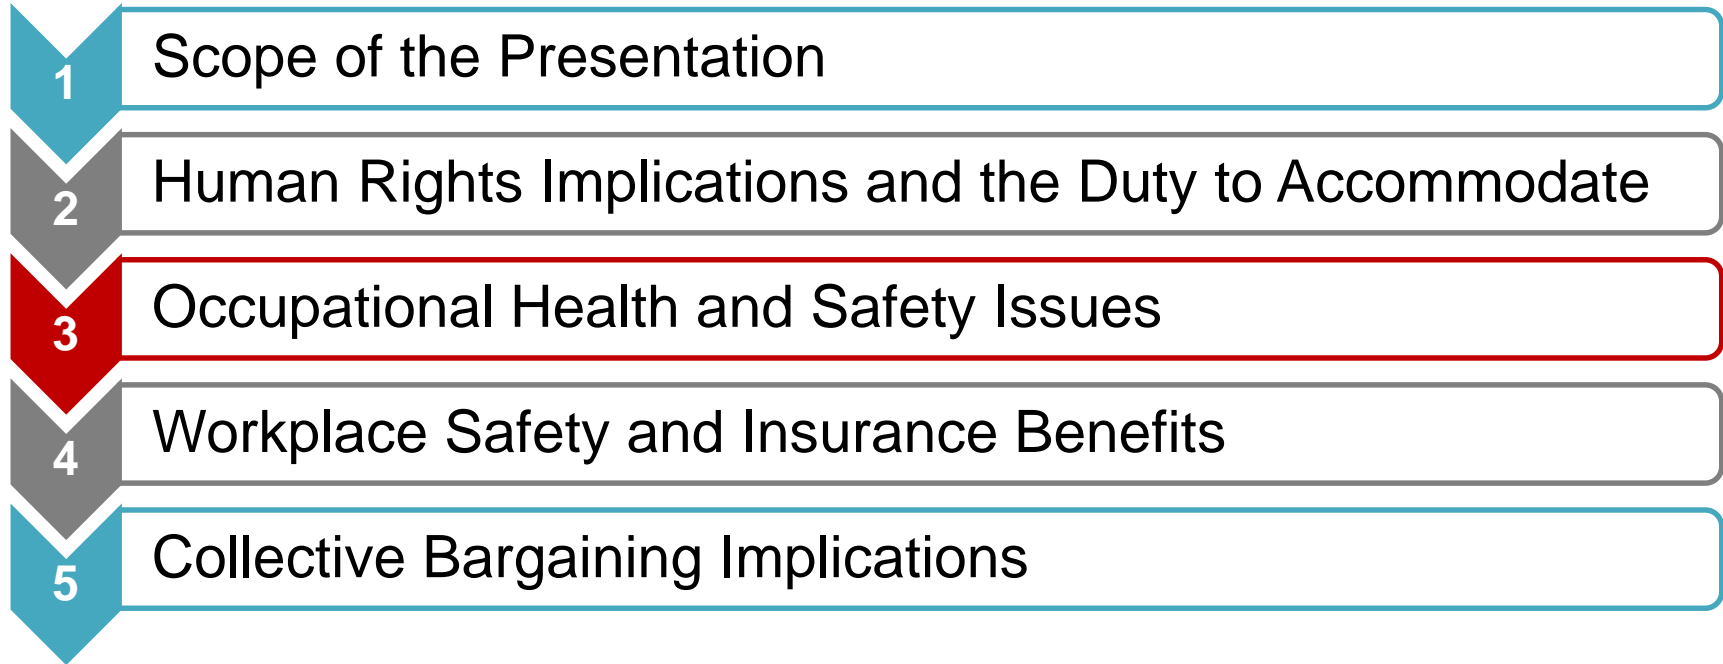 1 Scope of the Presentation
2 Human Rights Implications and the Duty to Accommodate
3 Occupational Health and Safety Issues
4 Workplace Safety and Insurance Benefits
5 Collective Bargaining Implications